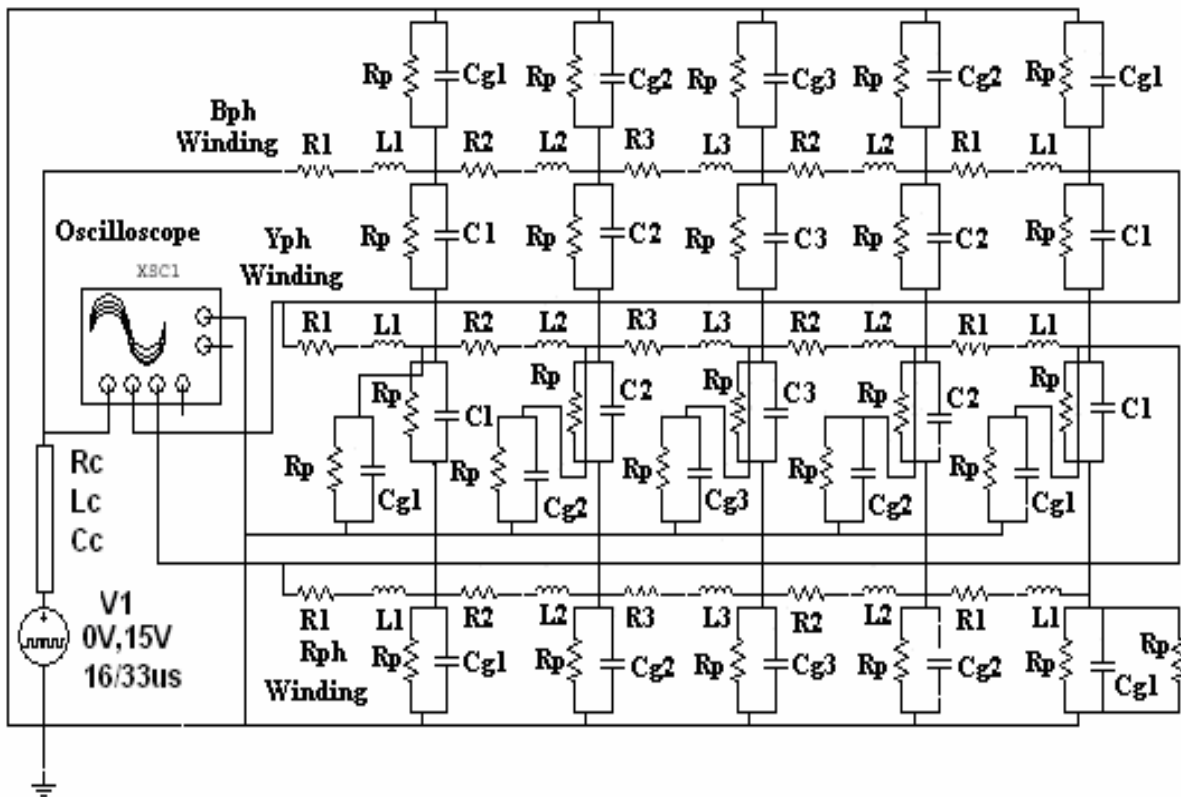 Rp Cg1 Rp Cg2 Rp Cg3 Rp Cg2 Rp Cg1
Bph
Winding
R1 L1 R2 L2 R3 L3 R2 L2 R1 L1
Oscilloscope
XSC1
Yph
Winding
Rp C1 Rp C2 Rp C3 Rp C2 Rp C1
R1 L1 R2 L2 R3 L3 R2 L2 R1 L1
Rp C1 Rp C2 Rp C3 Rp C2 Rp C1
Rp Cg1 Rp Cg2 Rp Cg3 Rp Cg2 Rp Cg1
Rc
Lc
Cc
V1
0V,15V
16/33us
R1 L1 R2 L2 R3 L3 R2 L2 R1 L1
Rph
Winding
Rp Cg1 Rp Cg2 Rp Cg3 Rp Cg2 Rp Cg1 Rp